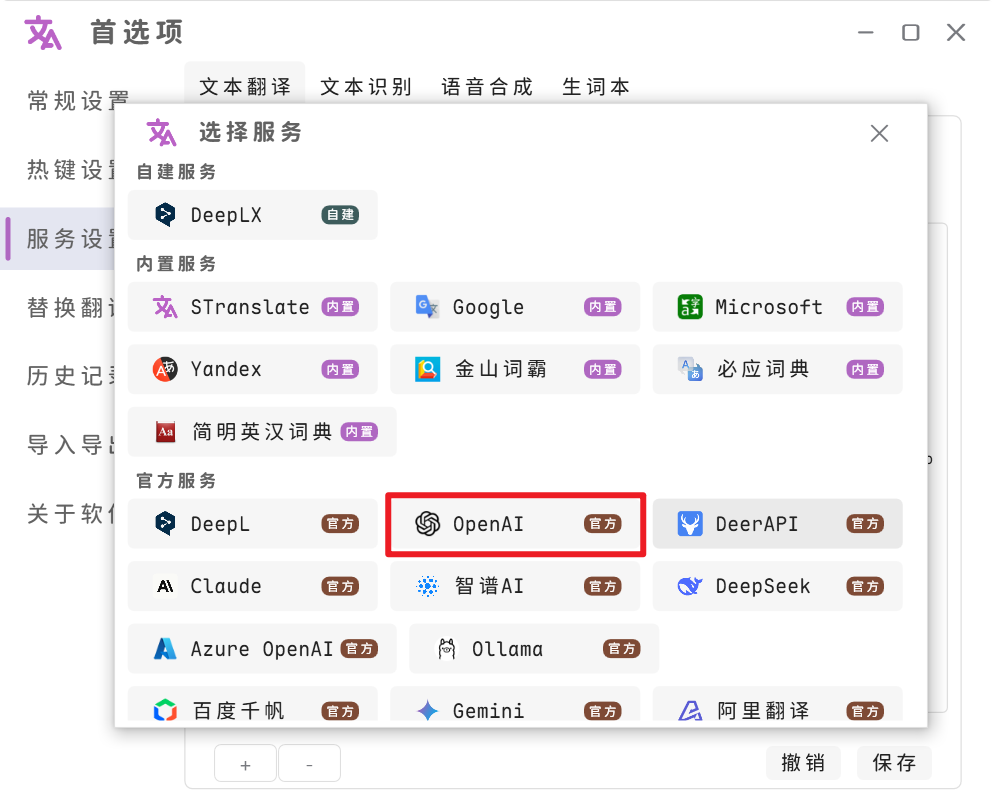 首选项
文本翻译 文本识别 语音合成 生词本
常规设置
热键设置
服务设置
替换翻译
历史记录
导入导出
关于软件
选择服务
自建服务
DeepLX 自建
内置服务
STranslate 内置 Google 内置 Microsoft 内置
Yandex 内置 金山词霸 内置 必应词典 内置
简明英汉词典 内置
官方服务
DeepL 官方 OpenAI 官方 DeerAPI 官方
Claude 官方 智谱AI 官方 DeepSeek 官方
Azure OpenAI 官方 Ollama 官方
百度千帆 官方 Gemini 官方 阿里翻译 官方
+ - 撤销 保存